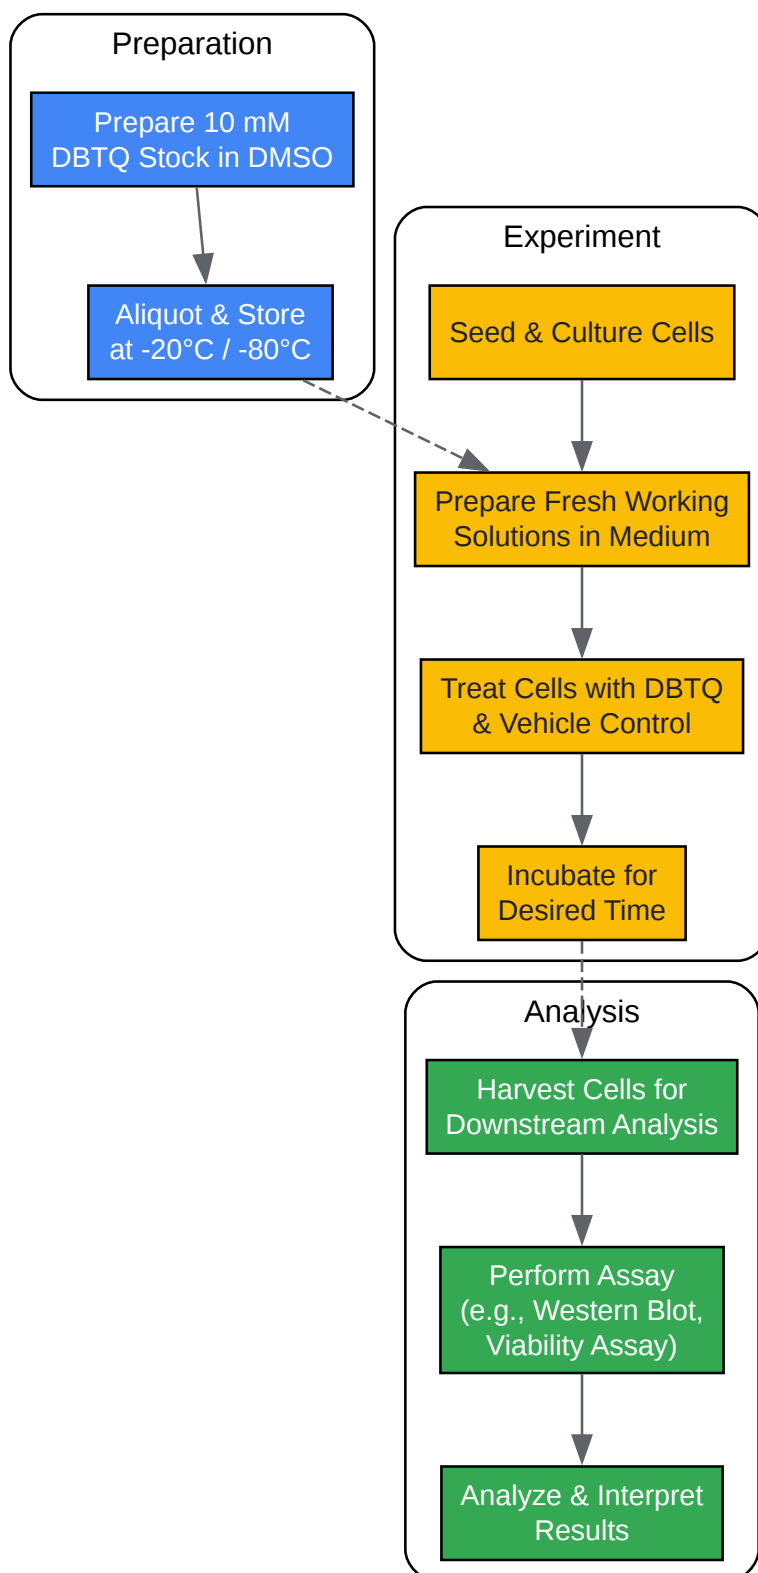 Preparation
Prepare 10 mM
DBTQ Stock in DMSO
Aliquot & Store
at -20°C / -80°C
Experiment
Seed & Culture Cells
Prepare Fresh Working
Solutions in Medium
Treat Cells with DBTQ
& Vehicle Control
Incubate for
Desired Time
Analysis
Harvest Cells for
Downstream Analysis
Perform Assay
(e.g., Western Blot,
Viability Assay)
Analyze & Interpret
Results